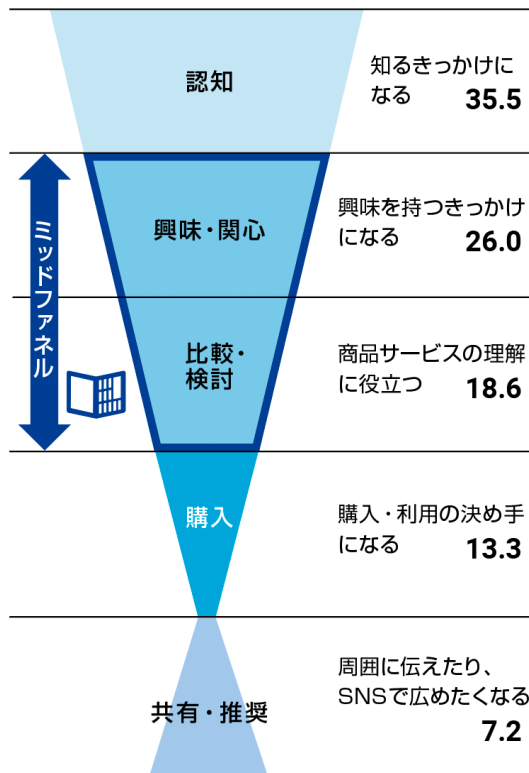 認知
知るきっかけに
なる 35.5
ミッドファネル
興味・関心
興味を持つきっかけ
になる 26.0
比較・
検討
商品サービスの理解
に役立つ 18.6
購入
購入・利用の決め手
になる 13.3
共有・推奨
周囲に伝えたり、
SNSで広めたくなる
7.2